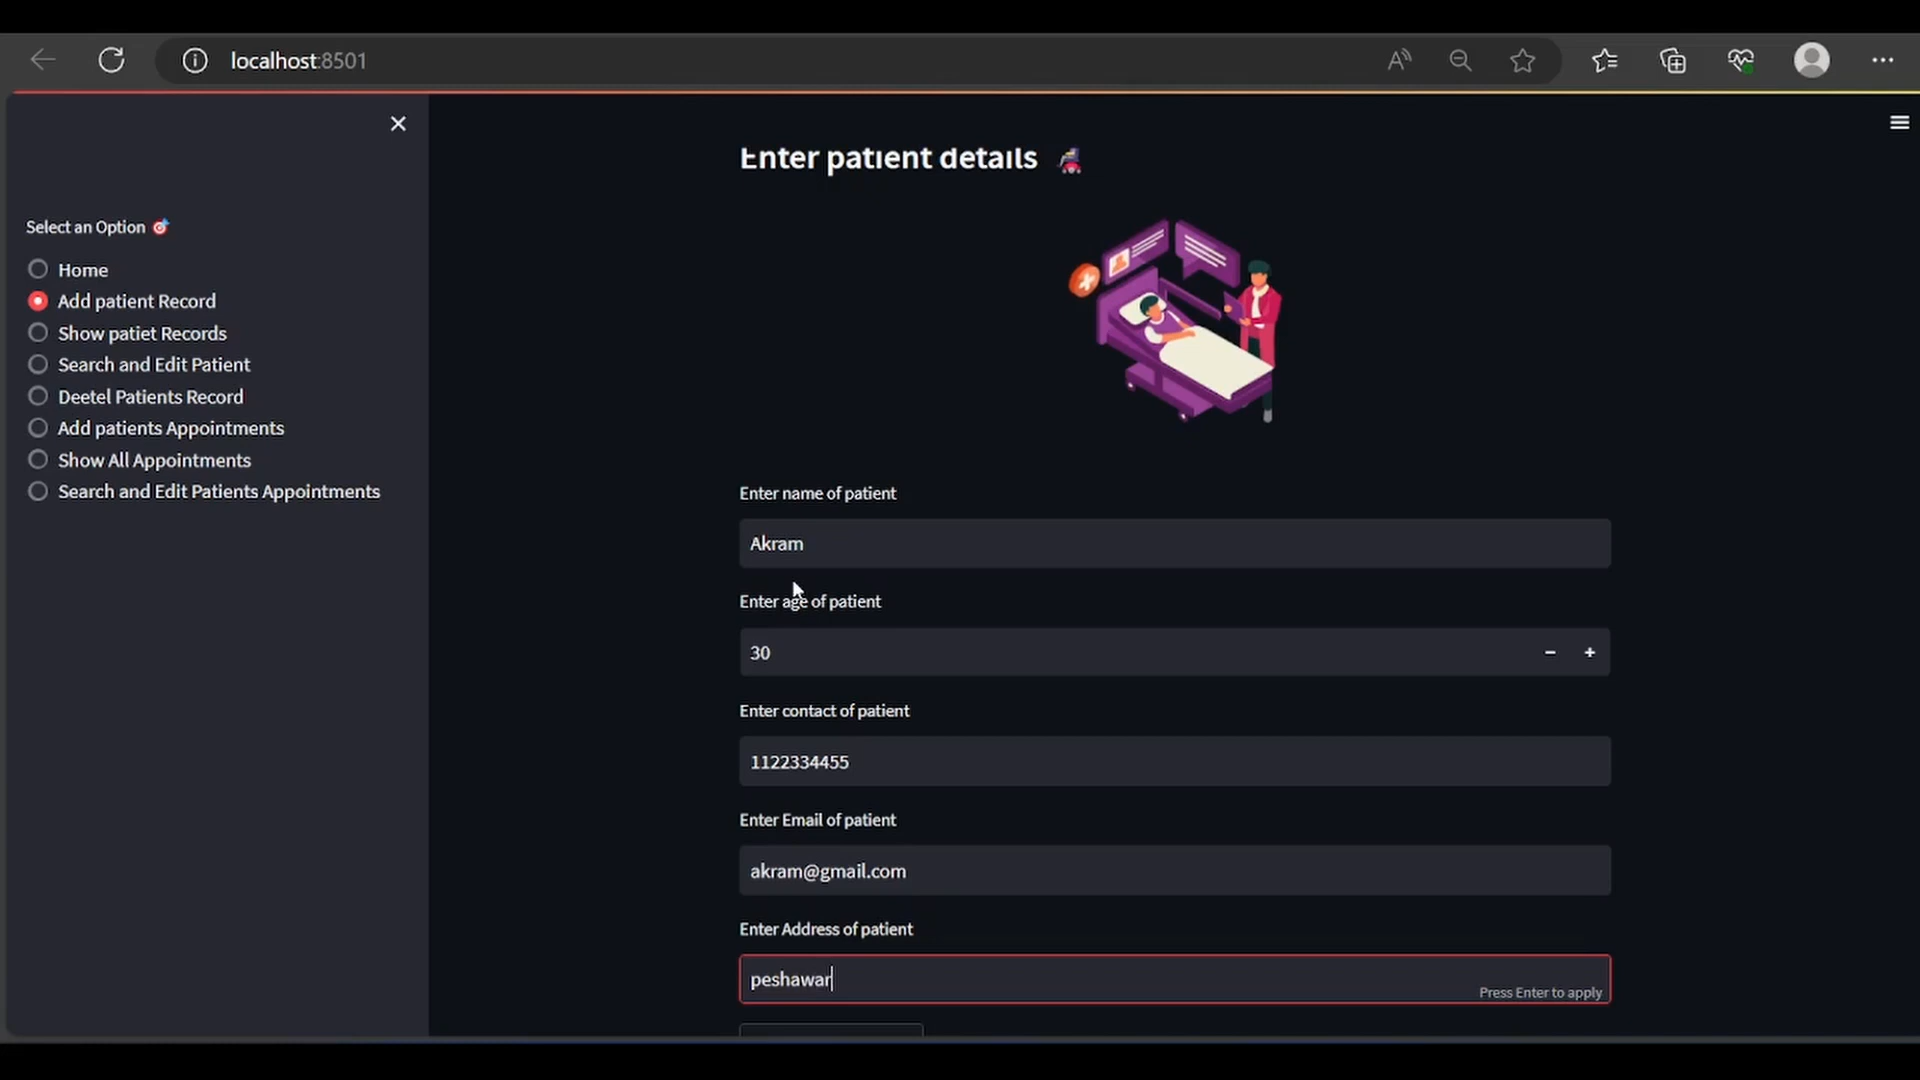 localhost:8501
Select an Option
Home
Add patient Record
Show patiet Records
Search and Edit Patient
Deetel Patients Record
Add patients Appointments
Show All Appointments
Search and Edit Patients Appointments
Enter patient details
Enter name of patient
Akram
Enter age of patient
30
Enter contact of patient
1122334455
Enter Email of patient
akram@gmail.com
Enter Address of patient
peshawar
Press Enter to apply